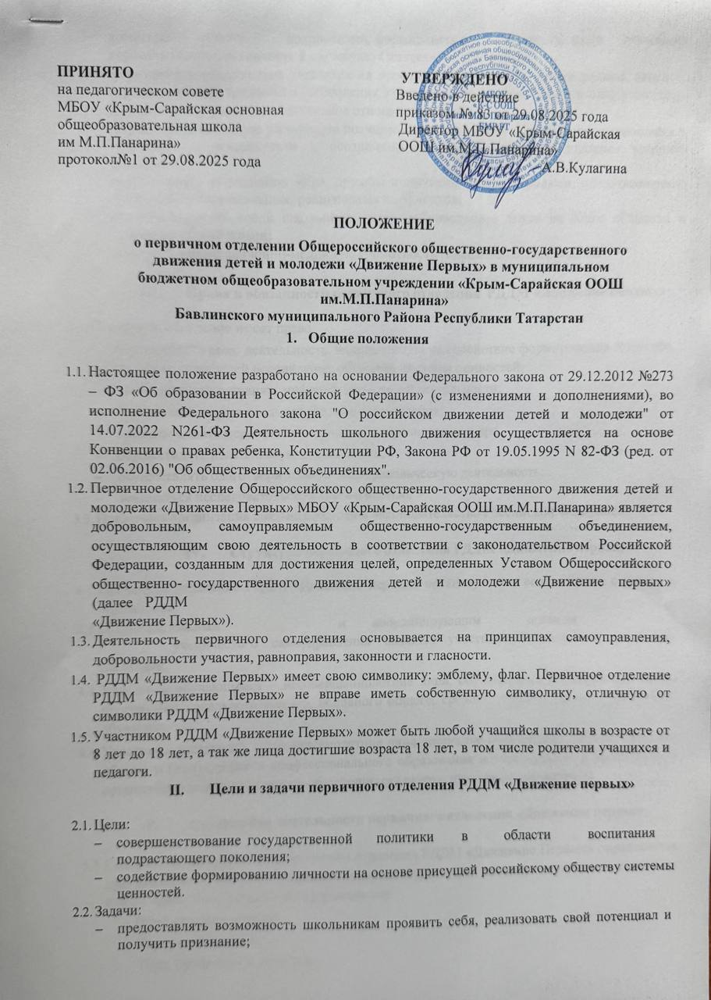 ПРИНЯТО
на педагогическом совете
МБОУ «Крым-Сарайская основная
общеобразовательная школа
им М.П.Панарина»
протокол№1 от 29.08.2025 года
УТВЕРЖДЕНО
Введено в действие
приказом № 83 от 29.08.2025 года
Директор МБОУ «Крым-Сарайская
ООШ им.М.П.Панарина»
А.В.Кулагина
ПОЛОЖЕНИЕ
о первичном отделении Общероссийского общественно-государственного
движения детей и молодежи «Движение Первых» в муниципальном
бюджетном общеобразовательном учреждении «Крым-Сарайская ООШ
им.М.П.Панарина»
Бавлинского муниципального Района Республики Татарстан
1. Общие положения
1.1. Настоящее положение разработано на основании Федерального закона от 29.12.2012 №273
– ФЗ «Об образовании в Российской Федерации» (с изменениями и дополнениями), во
исполнение Федерального закона "О российском движении детей и молодежи" от
14.07.2022 N261-ФЗ Деятельность школьного движения осуществляется на основе
Конвенции о правах ребенка, Конституции РФ, Закона РФ от 19.05.1995 N 82-ФЗ (ред. от
02.06.2016) "Об общественных объединениях".
1.2. Первичное отделение Общероссийского общественно-государственного движения детей и
молодежи «Движение Первых» МБОУ «Крым-Сарайская ООШ им.М.П.Панарина» является
добровольным, самоуправляемым общественно-государственным объединением,
осуществляющим свою деятельность в соответствии с законодательством Российской
Федерации, созданным для достижения целей, определенных Уставом Общероссийского
общественно- государственного движения детей и молодежи «Движение первых»
(далее РДДМ
«Движение Первых»).
1.3. Деятельность первичного отделения основывается на принципах самоуправления,
добровольности участия, равноправия, законности и гласности.
1.4. РДДМ «Движение Первых» имеет свою символику: эмблему, флаг. Первичное отделение
РДДМ «Движение Первых» не вправе иметь собственную символику, отличную от
символики РДДМ «Движение Первых».
1.5. Участником РДДМ «Движение Первых» может быть любой учащийся школы в возрасте от
8 лет до 18 лет, а так же лица достигшие возраста 18 лет, в том числе родители учащихся и
педагоги.
II. Цели и задачи первичного отделения РДДМ «Движение первых»
2.1. Цели:
– совершенствование государственной политики в области воспитания
подрастающего поколения;
– содействие формированию личности на основе присущей российскому обществу системы
ценностей.
2.2. Задачи:
– предоставлять возможность школьникам проявить себя, реализовать свой потенциал и
получить признание;